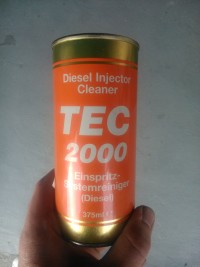 Diesel Injector
Cleaner
TEC
2000
Einspritz-
Systemreiniger
(Diesel)
375ml e